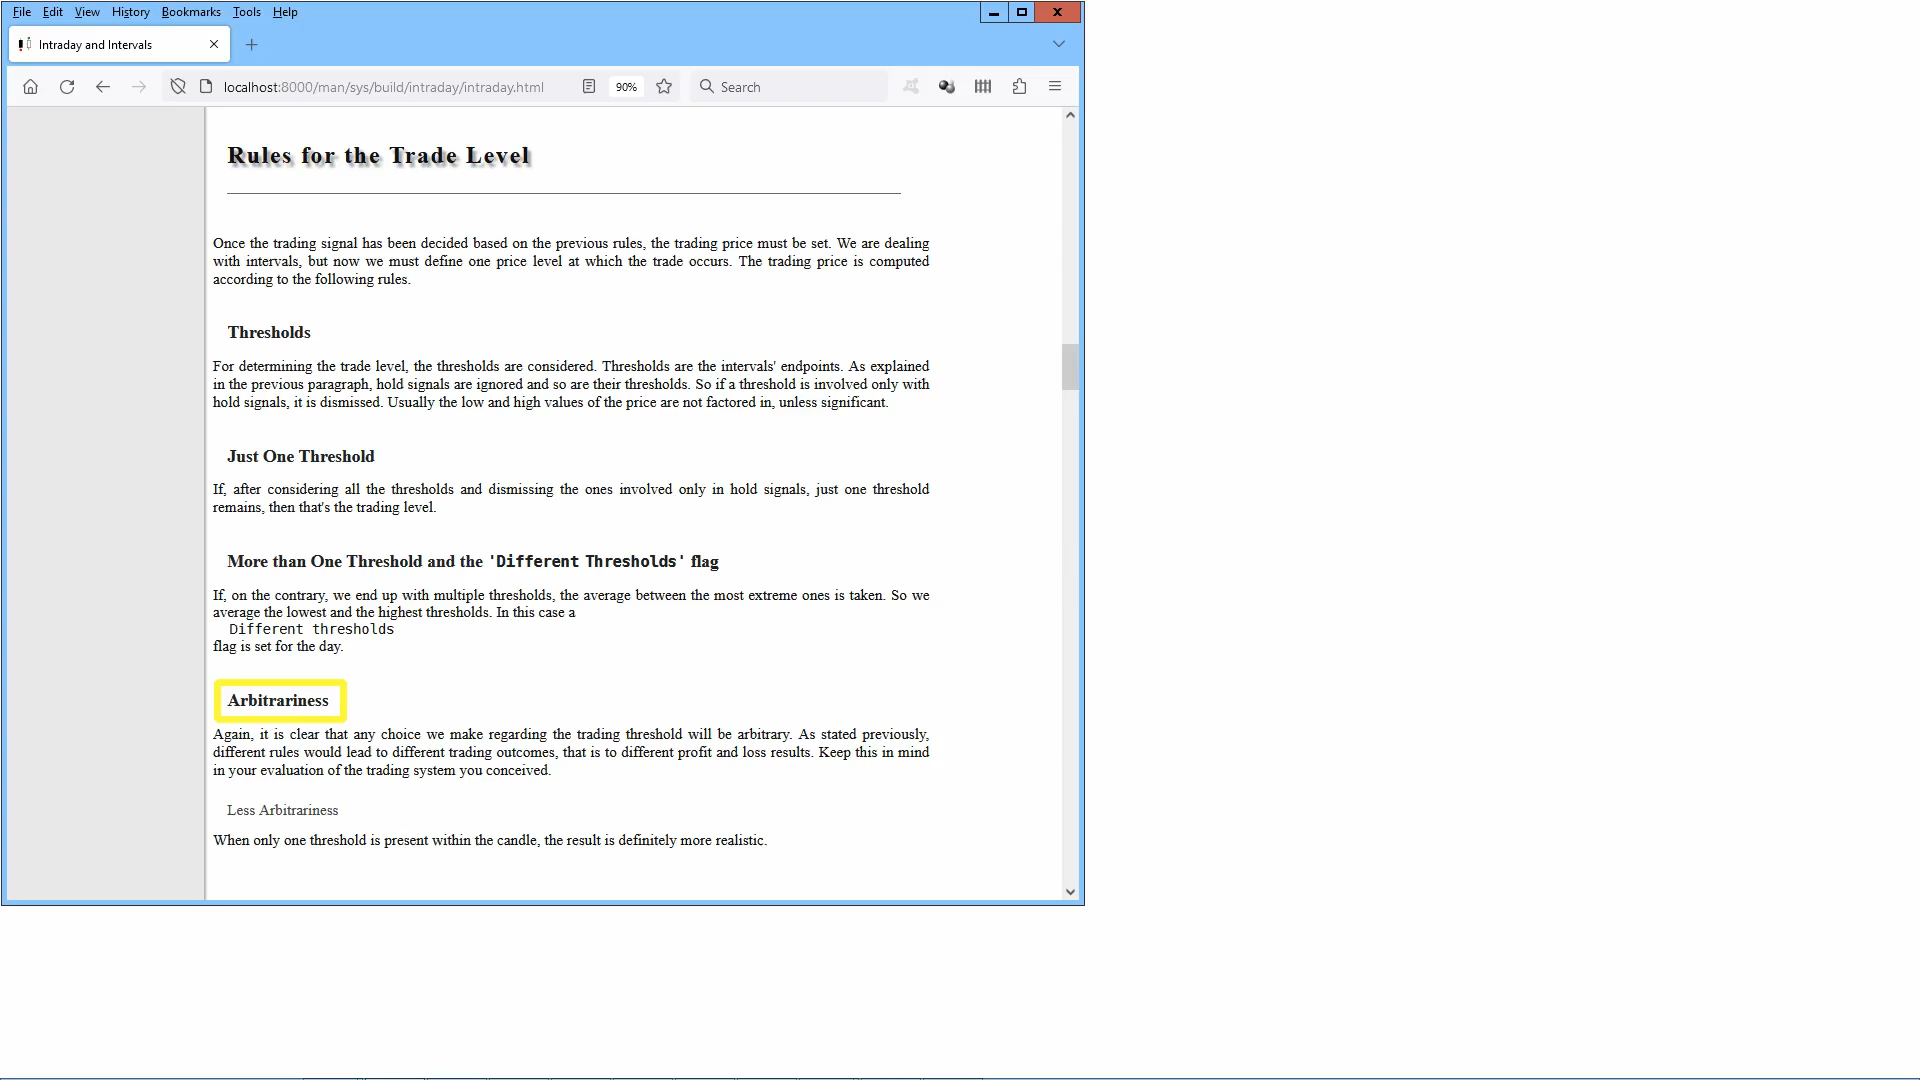 File Edit View History Bookmarks Tools Help
Intraday and Intervals
localhost:8000/man/sys/build/intraday/intraday.html 90% Search
Rules for the Trade Level
Once the trading signal has been decided based on the previous rules, the trading price must be set. We are dealing
with intervals, but now we must define one price level at which the trade occurs. The trading price is computed
according to the following rules.
Thresholds
For determining the trade level, the thresholds are considered. Thresholds are the intervals' endpoints. As explained
in the previous paragraph, hold signals are ignored and so are their thresholds. So if a threshold is involved only with
hold signals, it is dismissed. Usually the low and high values of the price are not factored in, unless significant.
Just One Threshold
If, after considering all the thresholds and dismissing the ones involved only in hold signals, just one threshold
remains, then that's the trading level.
More than One Threshold and the 'Different Thresholds' flag
If, on the contrary, we end up with multiple thresholds, the average between the most extreme ones is taken. So we
average the lowest and the highest thresholds. In this case a
Different thresholds
flag is set for the day.
Arbitrariness
Again, it is clear that any choice we make regarding the trading threshold will be arbitrary. As stated previously,
different rules would lead to different trading outcomes, that is to different profit and loss results. Keep this in mind
in your evaluation of the trading system you conceived.
Less Arbitrariness
When only one threshold is present within the candle, the result is definitely more realistic.